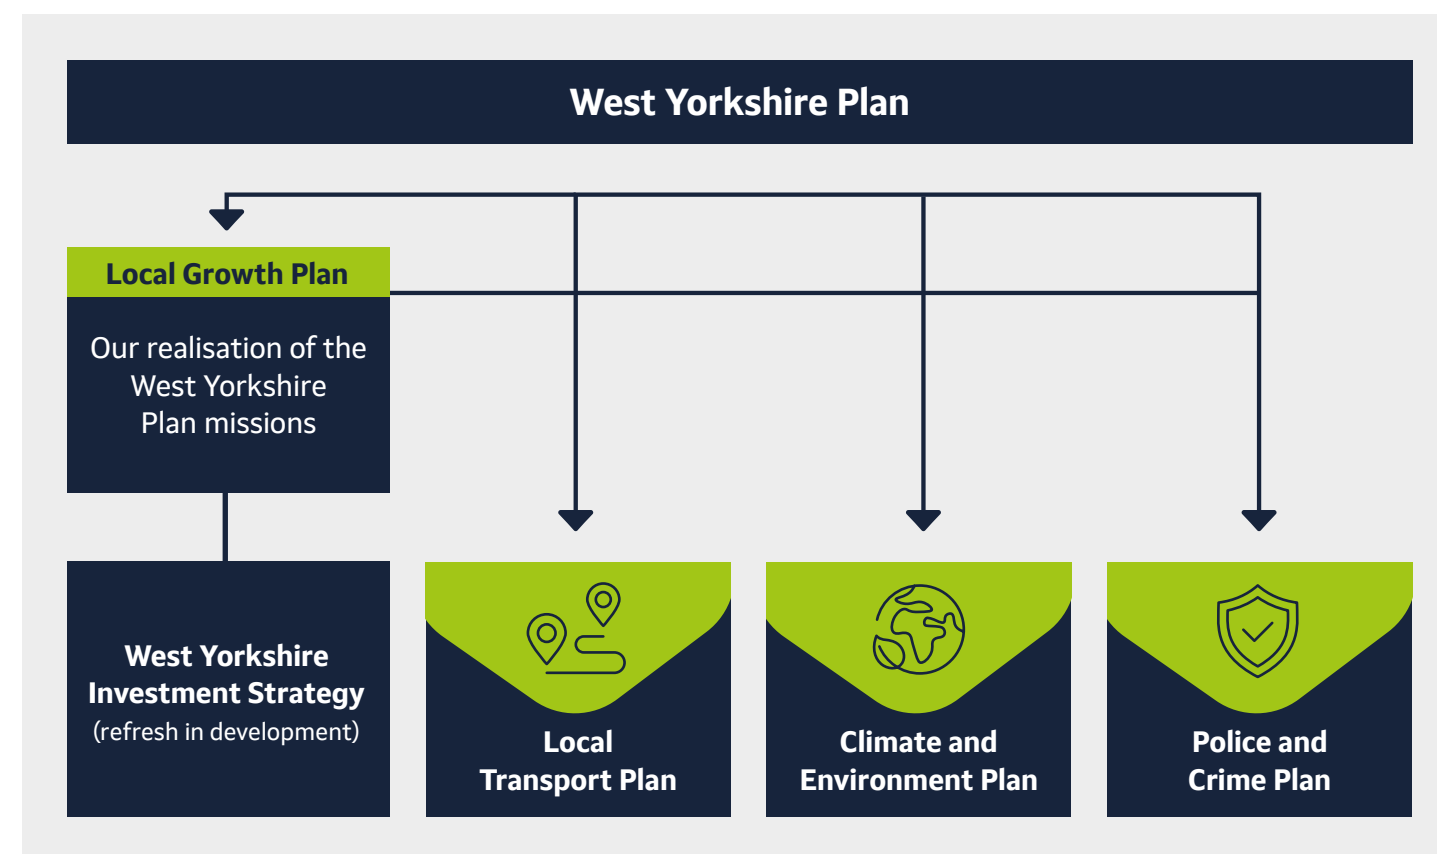 West Yorkshire Plan
Local Growth Plan
Our realisation of the
West Yorkshire
Plan missions
West Yorkshire
Investment Strategy
(refresh in development)
Local
Transport Plan
Climate and
Environment Plan
Police and
Crime Plan